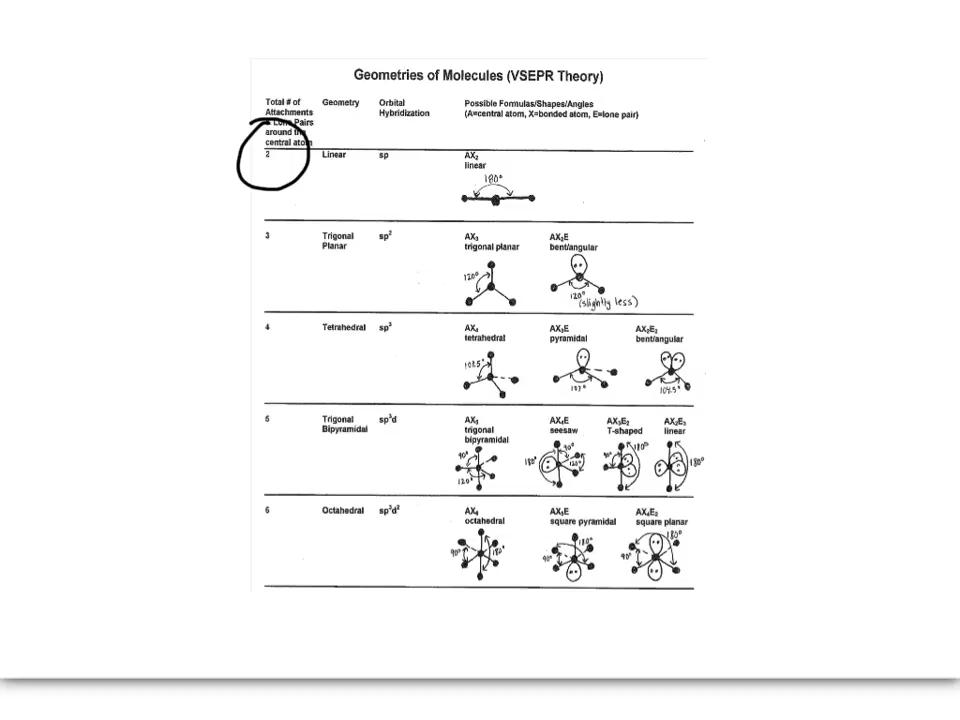 Geometries of Molecules (VSEPR Theory)
Total # of Geometry Orbital Possible Formulas/Shapes/Angles
Attachments Hybridization (A=central atom, X=bonded atom, E=lone pair)
Lone Pairs
around the
central atom
2 Linear sp AX₂
linear
180°
3 Trigonal sp² AX₃ AX₂E
Planar trigonal planar bent/angular
120°
120°
(slightly less)
4 Tetrahedral sp³ AX₄ AX₃E AX₂E₂
tetrahedral pyramidal bent/angular
107° 104.5°
5 Trigonal sp³d AX₅ AX₄E AX₃E₂ AX₂E₃
Bipyramidal trigonal seesaw T-shaped linear
bipyramidal
90° 90° 180°
90° 180° 120° 180°
120°
6 Octahedral sp³d² AX₆ AX₅E AX₄E₂
octahedral square pyramidal square planar
180° 180°
90° 180° 90° 90°